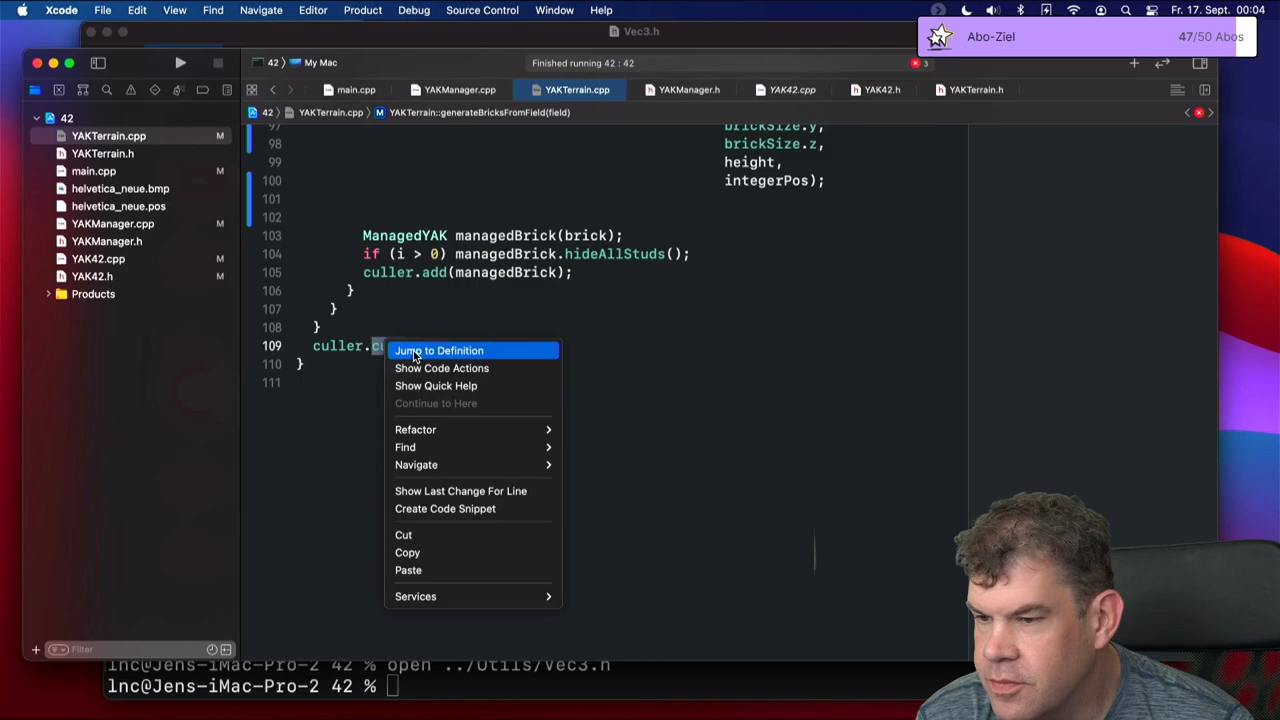 Xcode File Edit View Find Navigate Editor Product Debug Source Control Window Help Fr. 17. Sept. 00:04
Vec3.h
Abo-Ziel 47/50 Abos
42 My Mac Finished running 42 : 42 3
main.cpp YAKManager.cpp YAKTerrain.cpp YAKManager.h YAK42.cpp YAK42.h YAKTerrain.h
42 YAKTerrain.cpp M YAKTerrain::generateBricksFromField(field)
42
YAKTerrain.cpp M
YAKTerrain.h
main.cpp M
helvetica_neue.bmp
helvetica_neue.pos
YAKManager.cpp M
YAKManager.h
YAK42.cpp M
YAK42.h M
Products
Filter
97 brickSize.y,
98 brickSize.z,
99 height,
100 integerPos);
101
102
103 ManagedYAK managedBrick(brick);
104 if (i > 0) managedBrick.hideAllStuds();
105 culler.add(managedBrick);
106 }
107 }
108 }
109 culler.
110 }
111
Jump to Definition
Show Code Actions
Show Quick Help
Continue to Here
Refactor
Find
Navigate
Show Last Change For Line
Create Code Snippet
Cut
Copy
Paste
Services
lnc@Jens-iMac-Pro-2 42 % open ../Utils/Vec3.h
lnc@Jens-iMac-Pro-2 42 %